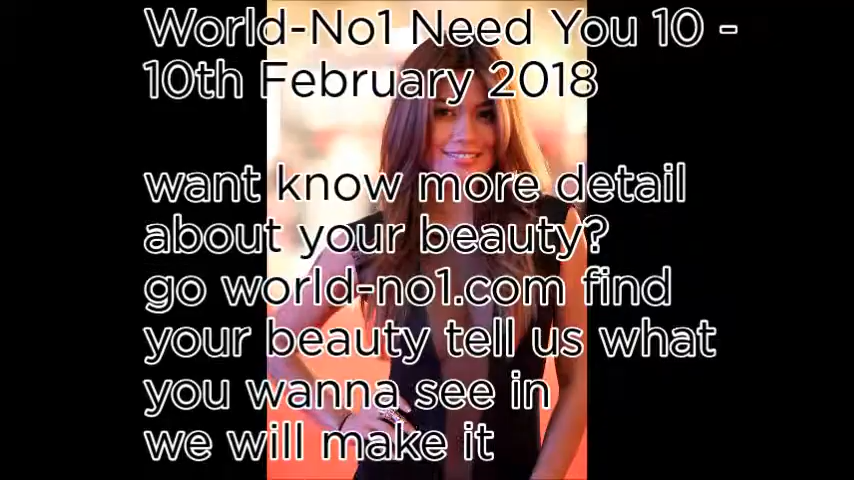 World-No1 Need You 10 -
10th February 2018
want know more detail
about your beauty?
go world-no1.com find
your beauty tell us what
you wanna see in
we will make it